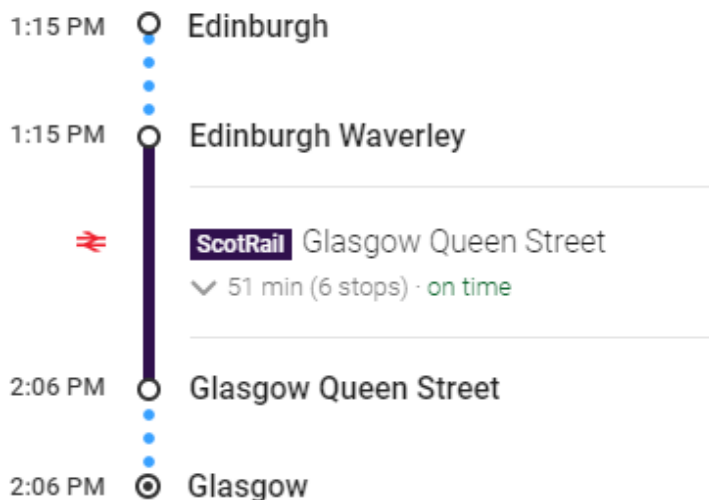 1:15 PM Edinburgh
1:15 PM Edinburgh Waverley
ScotRail Glasgow Queen Street
51 min (6 stops) · on time
2:06 PM Glasgow Queen Street
2:06 PM Glasgow